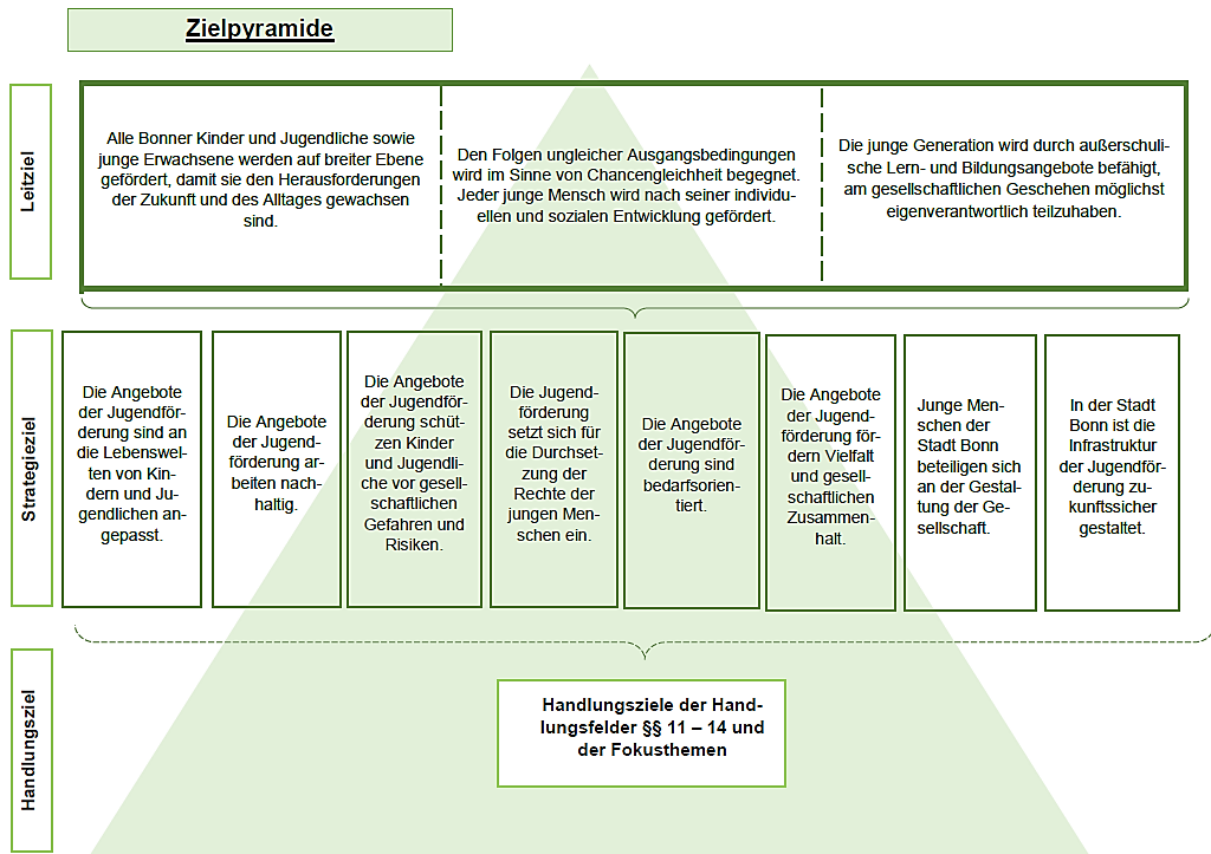 Zielpyramide
Leitziel
Alle Bonner Kinder und Jugendliche sowie
junge Erwachsene werden auf breiter Ebene
gefördert, damit sie den Herausforderungen
der Zukunft und des Alltages gewachsen
sind.
Den Folgen ungleicher Ausgangsbedingungen
wird im Sinne von Chancengleichheit begegnet.
Jeder junge Mensch wird nach seiner individu-
ellen und sozialen Entwicklung gefördert.
Die junge Generation wird durch außerschuli-
sche Lern- und Bildungsangebote befähigt,
am gesellschaftlichen Geschehen möglichst
eigenverantwortlich teilzuhaben.
Strategieziel
Die Angebote
der Jugendför-
derung sind an
die Lebenswel-
ten von Kin-
dern und Ju-
gendlichen an-
gepasst.
Die Angebote
der Jugend-
förderung ar-
beiten nach-
haltig.
Die Angebote
der Jugendför-
derung schüt-
zen Kinder
und Jugendli-
che vor gesell-
schaftlichen
Gefahren und
Risiken.
Die Jugend-
förderung
setzt sich für
die Durchset-
zung der
Rechte der
jungen Men-
schen ein.
Die Angebote
der Jugendför-
derung sind
bedarfsorien-
tiert.
Die Angebote
der Jugend-
förderung för-
dern Vielfalt
und gesell-
schaftlichen
Zusammen-
halt.
Junge Men-
schen der
Stadt Bonn
beteiligen sich
an der Gestal-
tung der Ge-
sellschaft.
In der Stadt
Bonn ist die
Infrastruktur
der Jugendför-
derung zu-
kunftssicher
gestaltet.
Handlungsziel
Handlungsziele der Hand-
lungsfelder §§ 11 – 14 und
der Fokusthemen